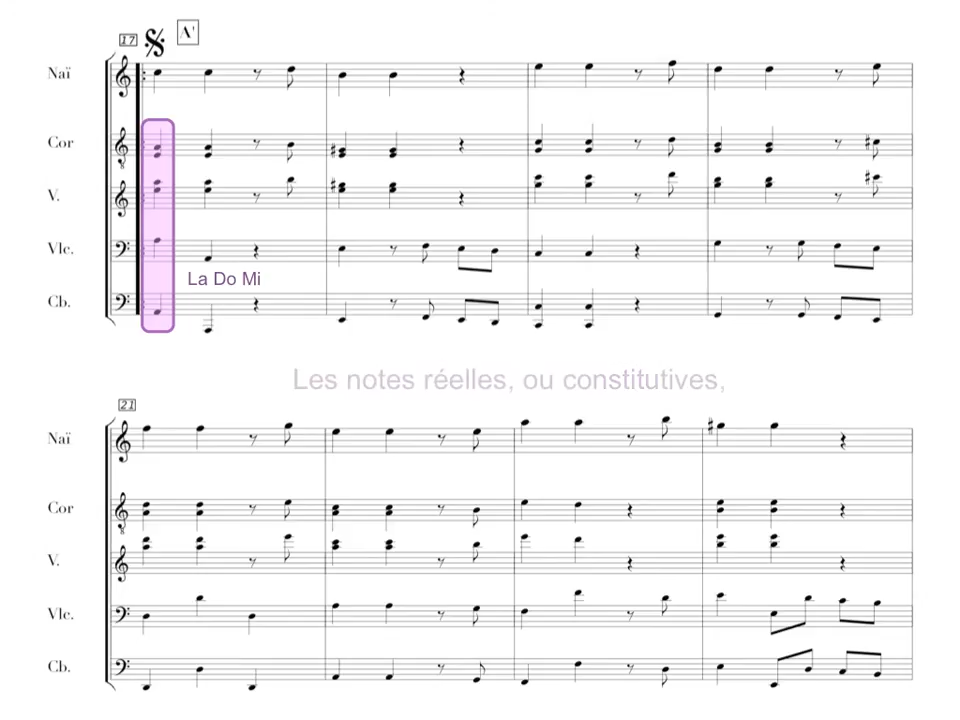 17 A'
Naï
Cor
V.
Vlc.
La Do Mi
Cb.
Les notes réelles, ou constitutives,
21
Naï
Cor
V.
Vlc.
Cb.